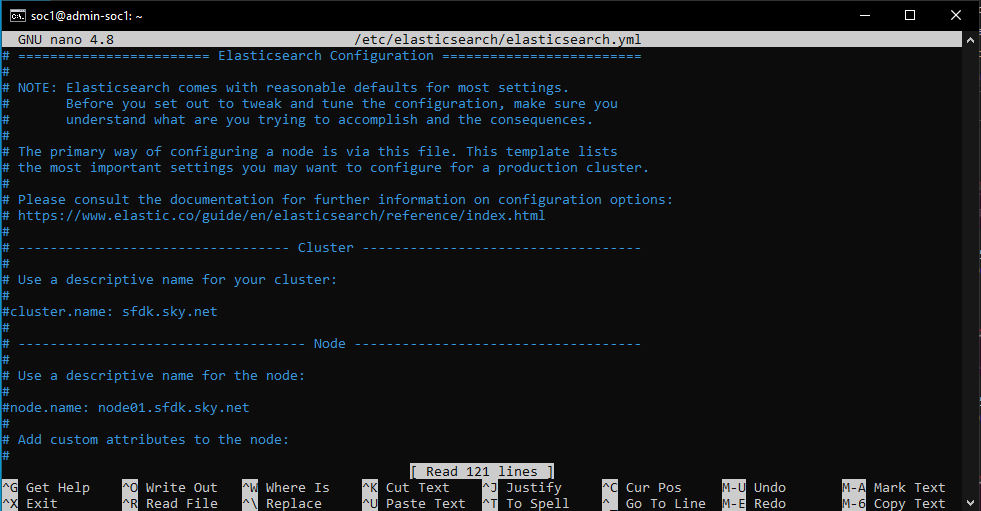 soc1@admin-soc1: ~
GNU nano 4.8 /etc/elasticsearch/elasticsearch.yml
# ======================== Elasticsearch Configuration =========================
#
# NOTE: Elasticsearch comes with reasonable defaults for most settings.
#       Before you set out to tweak and tune the configuration, make sure you
#       understand what are you trying to accomplish and the consequences.
#
# The primary way of configuring a node is via this file. This template lists
# the most important settings you may want to configure for a production cluster.
#
# Please consult the documentation for further information on configuration options:
# https://www.elastic.co/guide/en/elasticsearch/reference/index.html
#
# ---------------------------------- Cluster -----------------------------------
#
# Use a descriptive name for your cluster:
#
#cluster.name: sfdk.sky.net
#
# ------------------------------------ Node ------------------------------------
#
# Use a descriptive name for the node:
#
#node.name: node01.sfdk.sky.net
#
# Add custom attributes to the node:
#
[ Read 121 lines ]
^G Get Help ^O Write Out ^W Where Is ^K Cut Text ^J Justify ^C Cur Pos M-U Undo M-A Mark Text
^X Exit ^R Read File ^\ Replace ^U Paste Text ^T To Spell ^_ Go To Line M-E Redo M-6 Copy Text